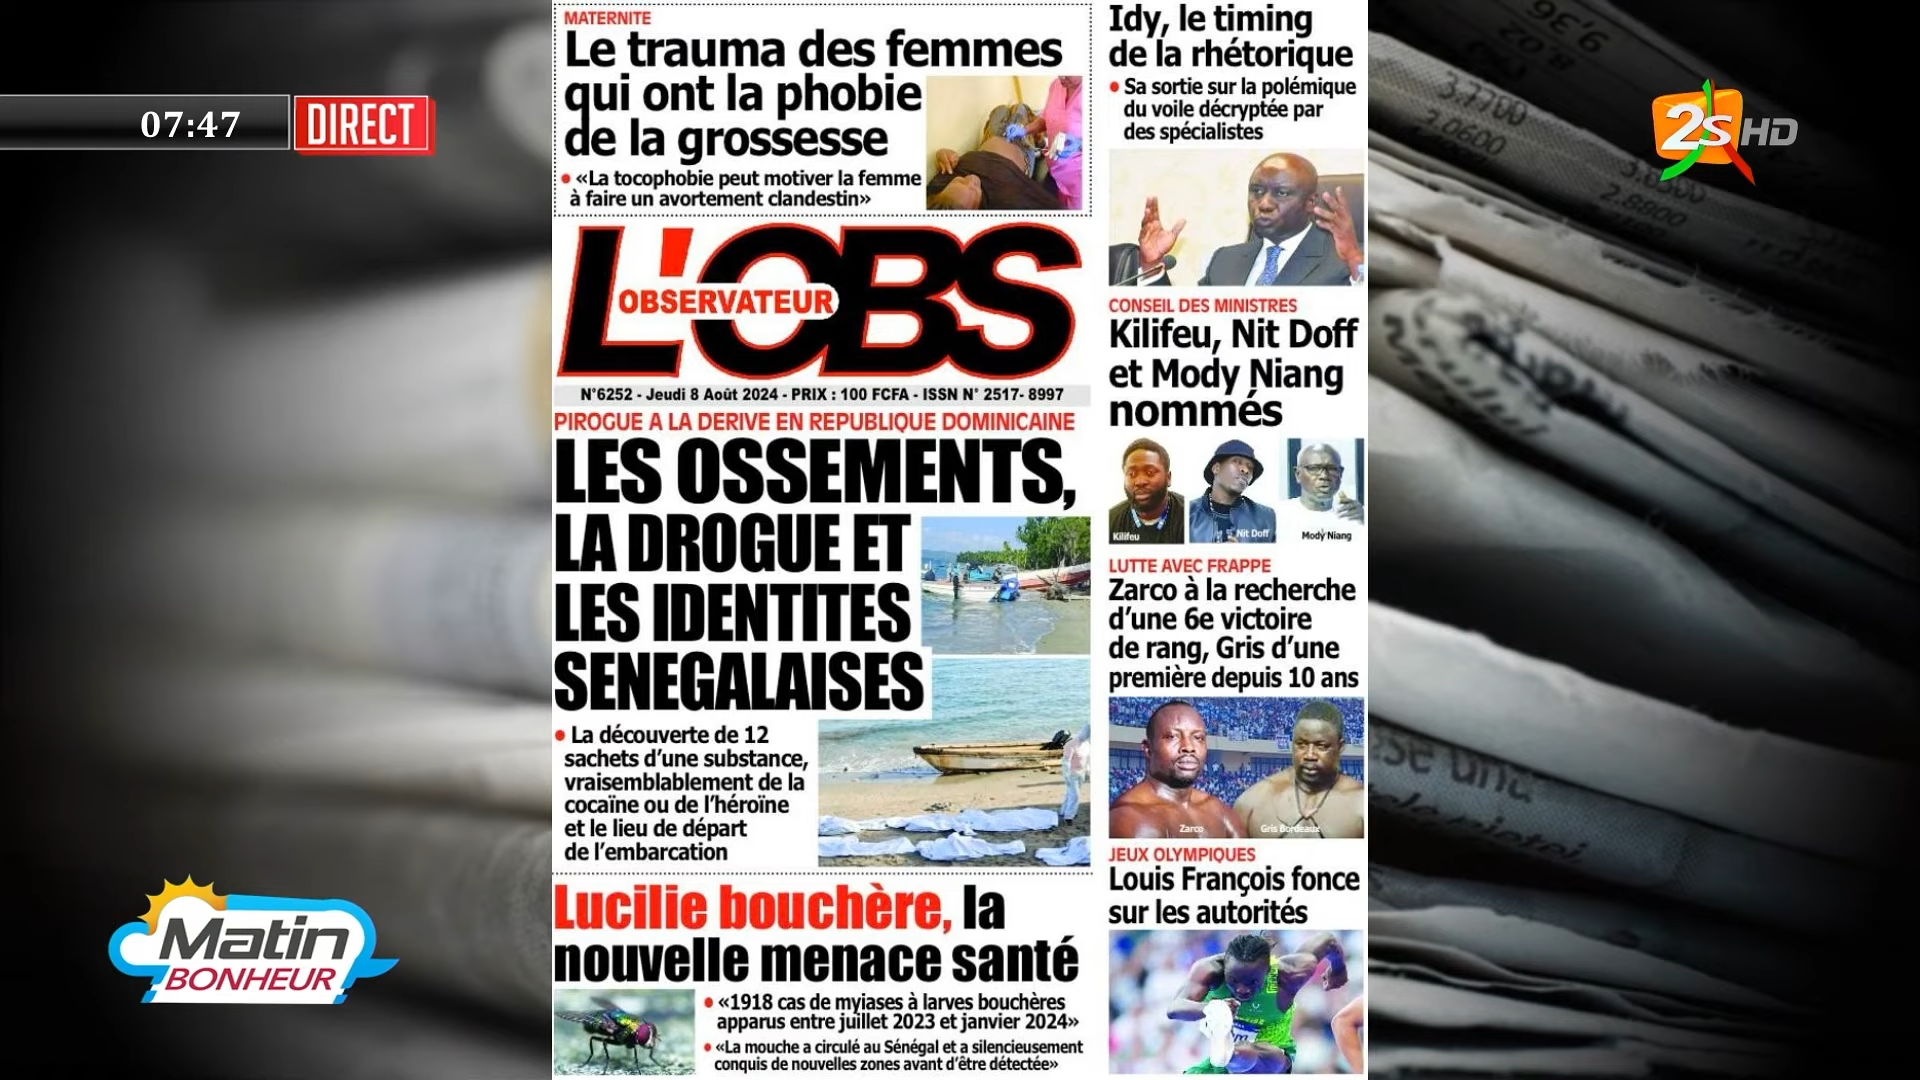 07:47
DIRECT
2S HD
MATERNITE
Le trauma des femmes
qui ont la phobie
de la grossesse
• «La tocophobie peut motiver la femme
à faire un avortement clandestin»
L'OBS
OBSERVATEUR
N°6252 - Jeudi 8 Août 2024 - PRIX : 100 FCFA - ISSN N° 2517- 8997
PIROGUE A LA DERIVE EN REPUBLIQUE DOMINICAINE
LES OSSEMENTS,
LA DROGUE ET
LES IDENTITES
SENEGALAISES
• La découverte de 12
sachets d'une substance,
vraisemblablement de la
cocaïne ou de l'héroïne
et le lieu de départ
de l'embarcation
Lucilie bouchère, la
nouvelle menace santé
• «1918 cas de myiases à larves bouchères
apparus entre juillet 2023 et janvier 2024»
• «La mouche a circulé au Sénégal et a silencieusement
conquis de nouvelles zones avant d'être détectée»
Idy, le timing
de la rhétorique
• Sa sortie sur la polémique
du voile décryptée par
des spécialistes
CONSEIL DES MINISTRES
Kilifeu, Nit Doff
et Mody Niang
nommés
Kilifeu
Nit Doff
Mody Niang
LUTTE AVEC FRAPPE
Zarco à la recherche
d'une 6e victoire
de rang, Gris d'une
première depuis 10 ans
Zarco
Gris Bordeaux
JEUX OLYMPIQUES
Louis François fonce
sur les autorités
Matin
BONHEUR
9,36
8,02
3.7700
2.8800